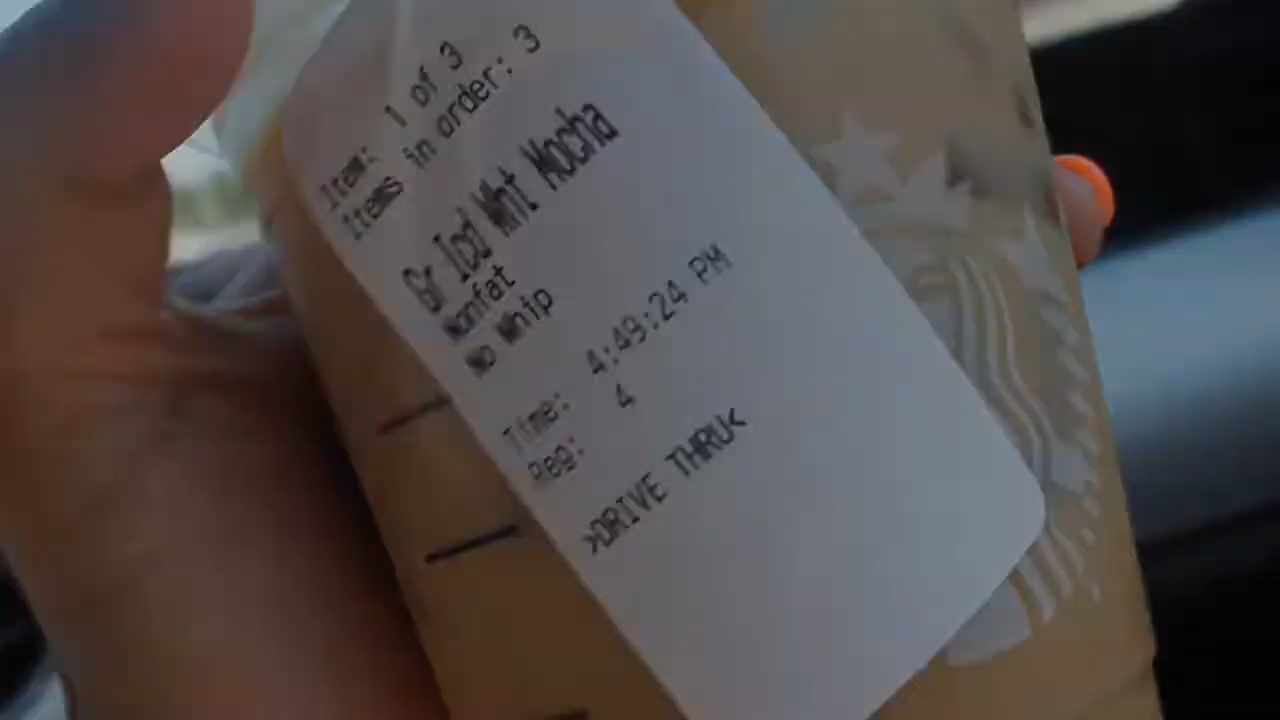 Item: 1 of 3
Items in order: 3
Gr Icd Wht Mocha
Nonfat
No Whip
Time: 4:49:24 PM
Reg: 4
>DRIVE THRU<